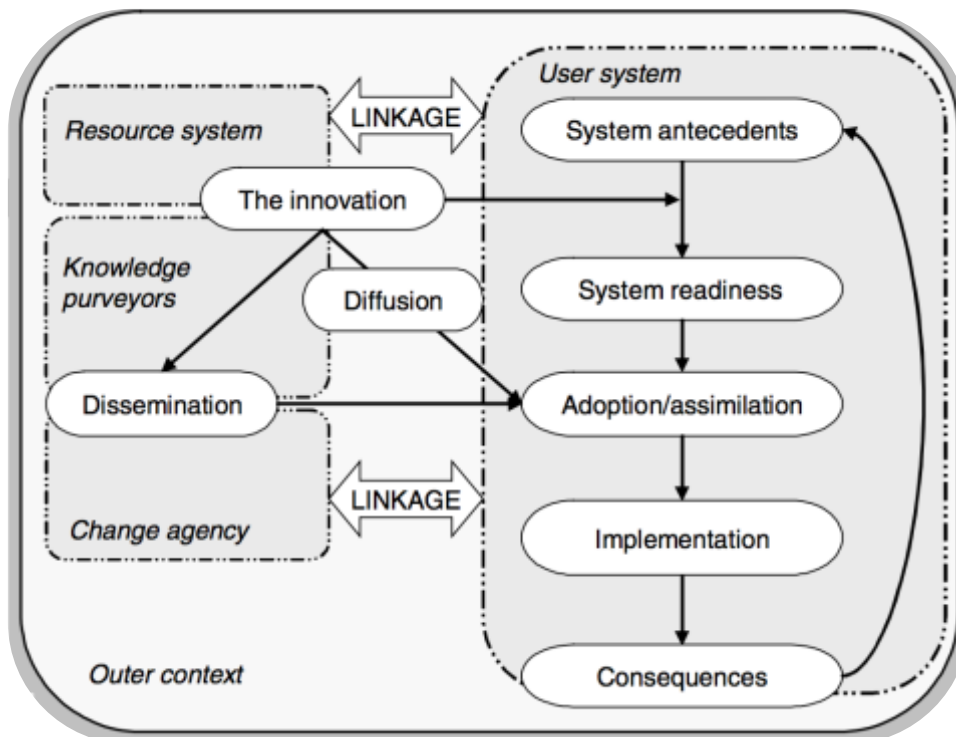 User system
LINKAGE
Resource system
System antecedents
The innovation
Knowledge
purveyors
Diffusion
System readiness
Dissemination
Adoption/assimilation
LINKAGE
Change agency
Implementation
Outer context
Consequences